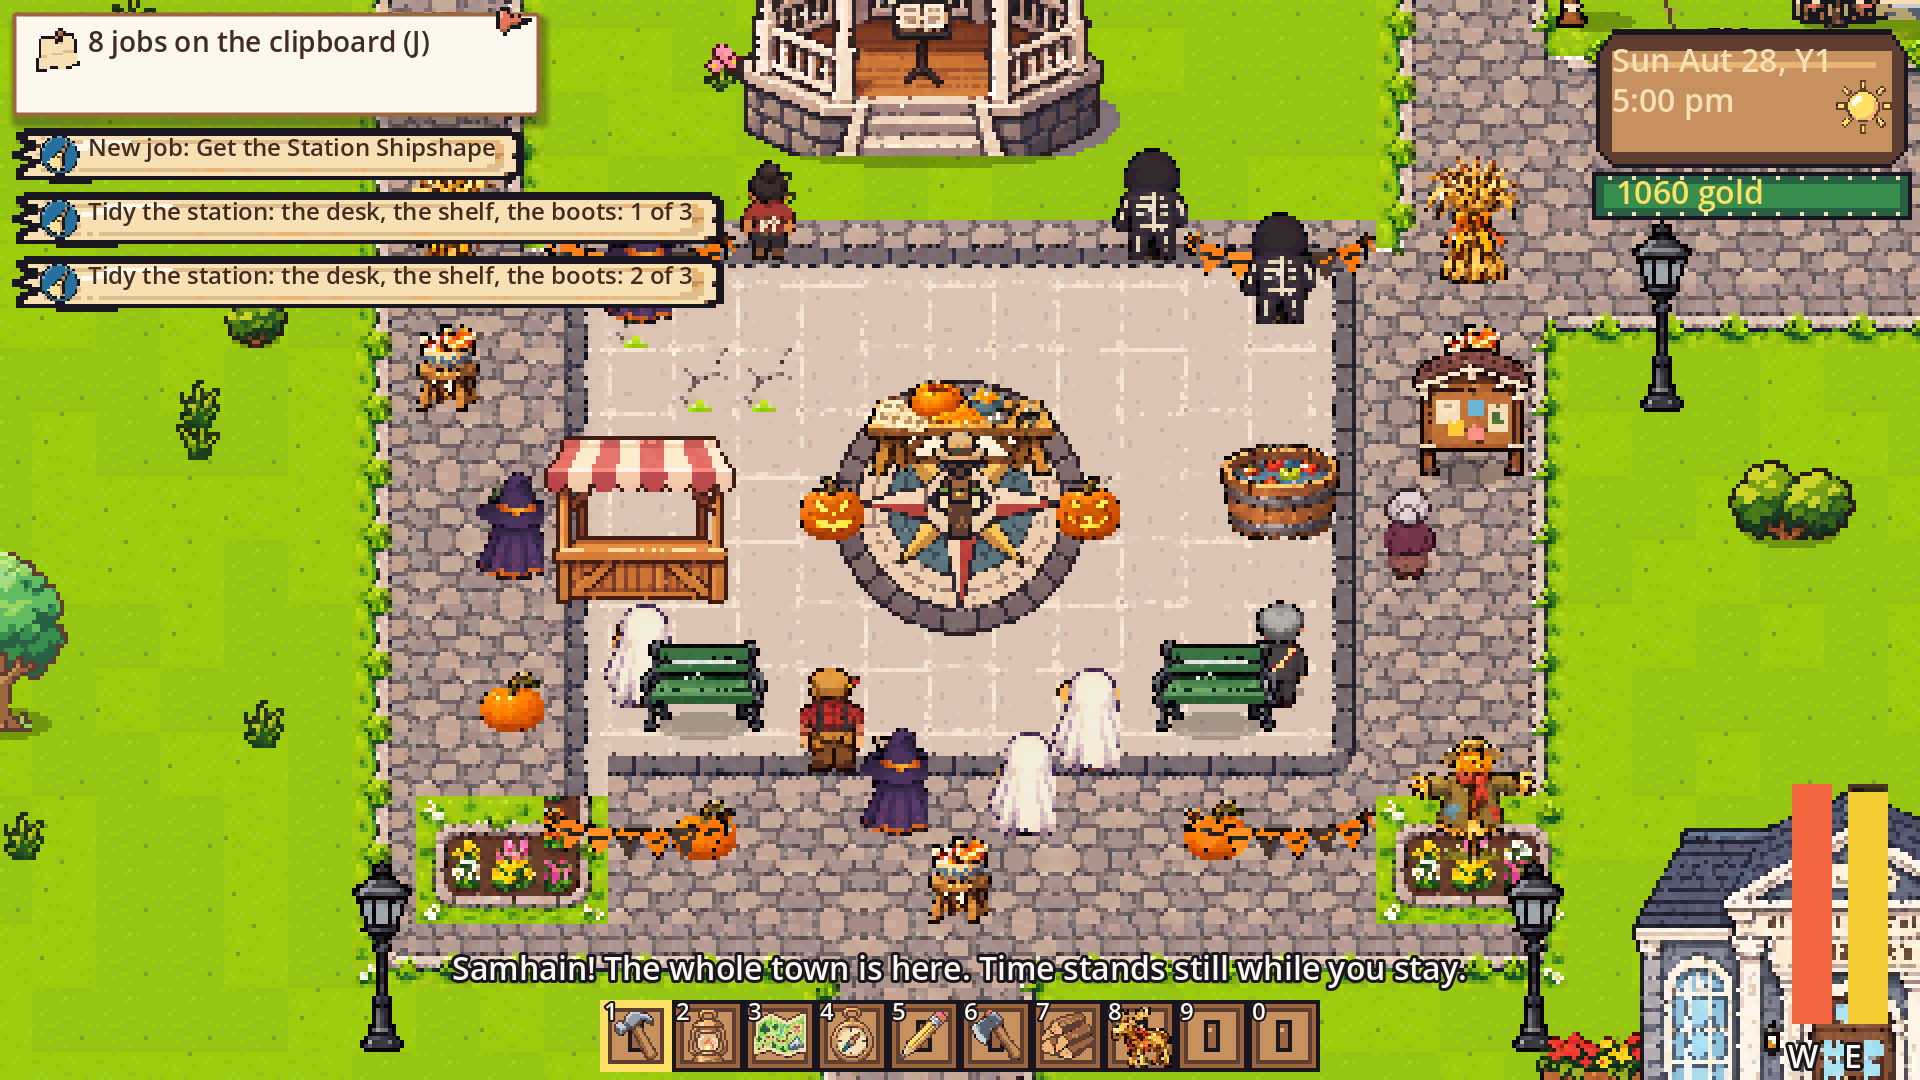 8 jobs on the clipboard (J)
New job: Get the Station Shipshape
Tidy the station: the desk, the shelf, the boots: 1 of 3
Tidy the station: the desk, the shelf, the boots: 2 of 3
Sun Aut 28, Y1
5:00 pm
1060 gold
Samhain! The whole town is here. Time stands still while you stay.
1 2 3 4 5 6 7 8 9 0
W E